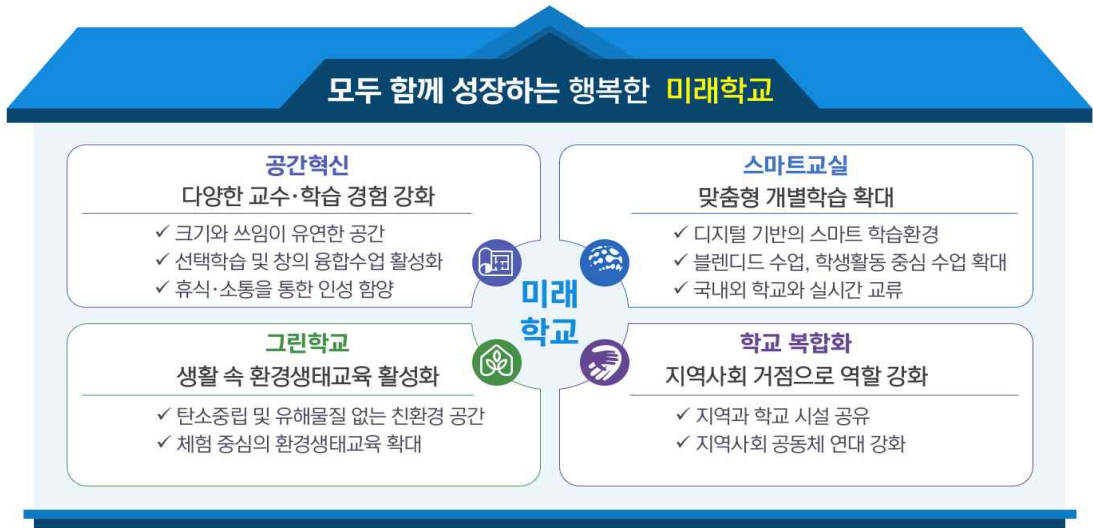 모두 함께 성장하는 행복한 미래학교
공간혁신
다양한 교수·학습 경험 강화
✓ 크기와 쓰임이 유연한 공간
✓ 선택학습 및 창의 융합수업 활성화
✓ 휴식·소통을 통한 인성 함양
스마트교실
맞춤형 개별학습 확대
✓ 디지털 기반의 스마트 학습환경
✓ 블렌디드 수업, 학생활동 중심 수업 확대
✓ 국내외 학교와 실시간 교류
미래
학교
그린학교
생활 속 환경생태교육 활성화
✓ 탄소중립 및 유해물질 없는 친환경 공간
✓ 체험 중심의 환경생태교육 확대
학교 복합화
지역사회 거점으로 역할 강화
✓ 지역과 학교 시설 공유
✓ 지역사회 공동체 연대 강화